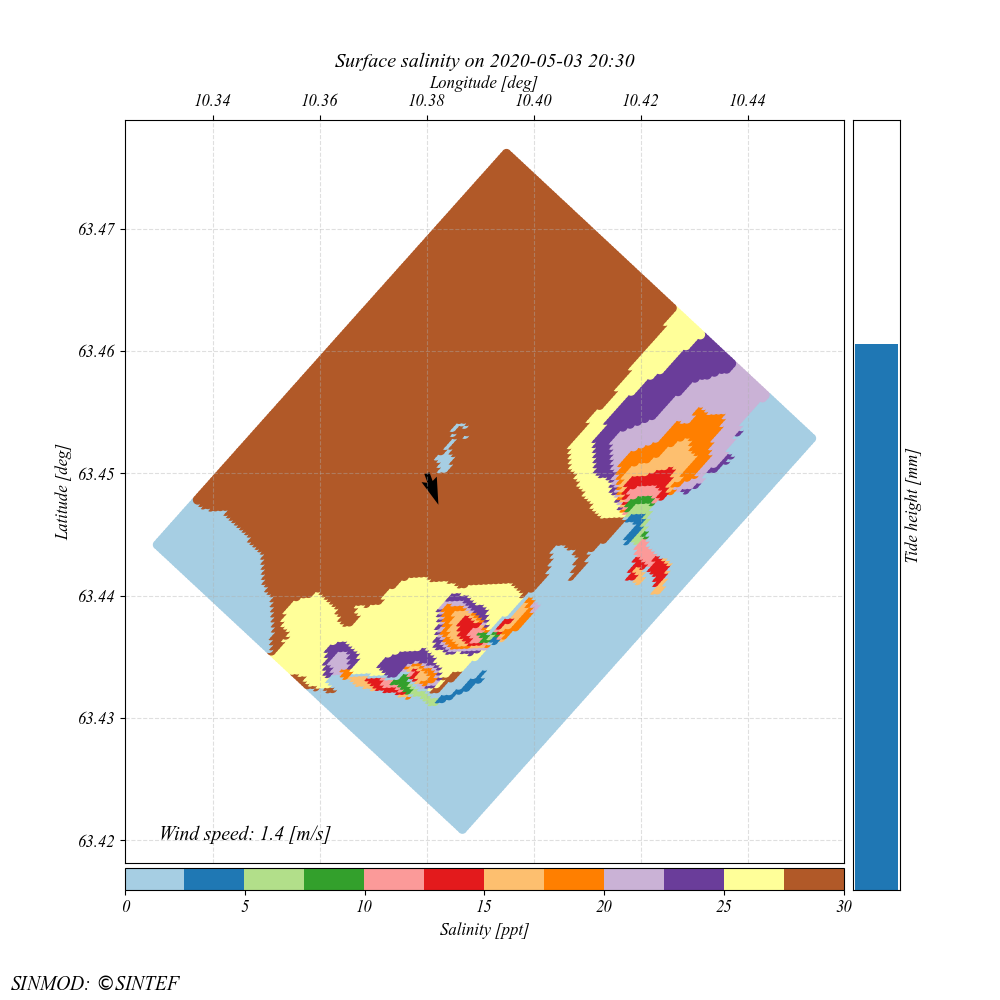 Surface salinity on 2020-05-03 20:30
Longitude [deg]
10.34 10.36 10.38 10.40 10.42 10.44
63.47
63.46
63.45
63.44
63.43
63.42
Latitude [deg]
Tide height [mm]
Wind speed: 1.4 [m/s]
0 5 10 15 20 25 30
Salinity [ppt]
SINMOD: ©SINTEF